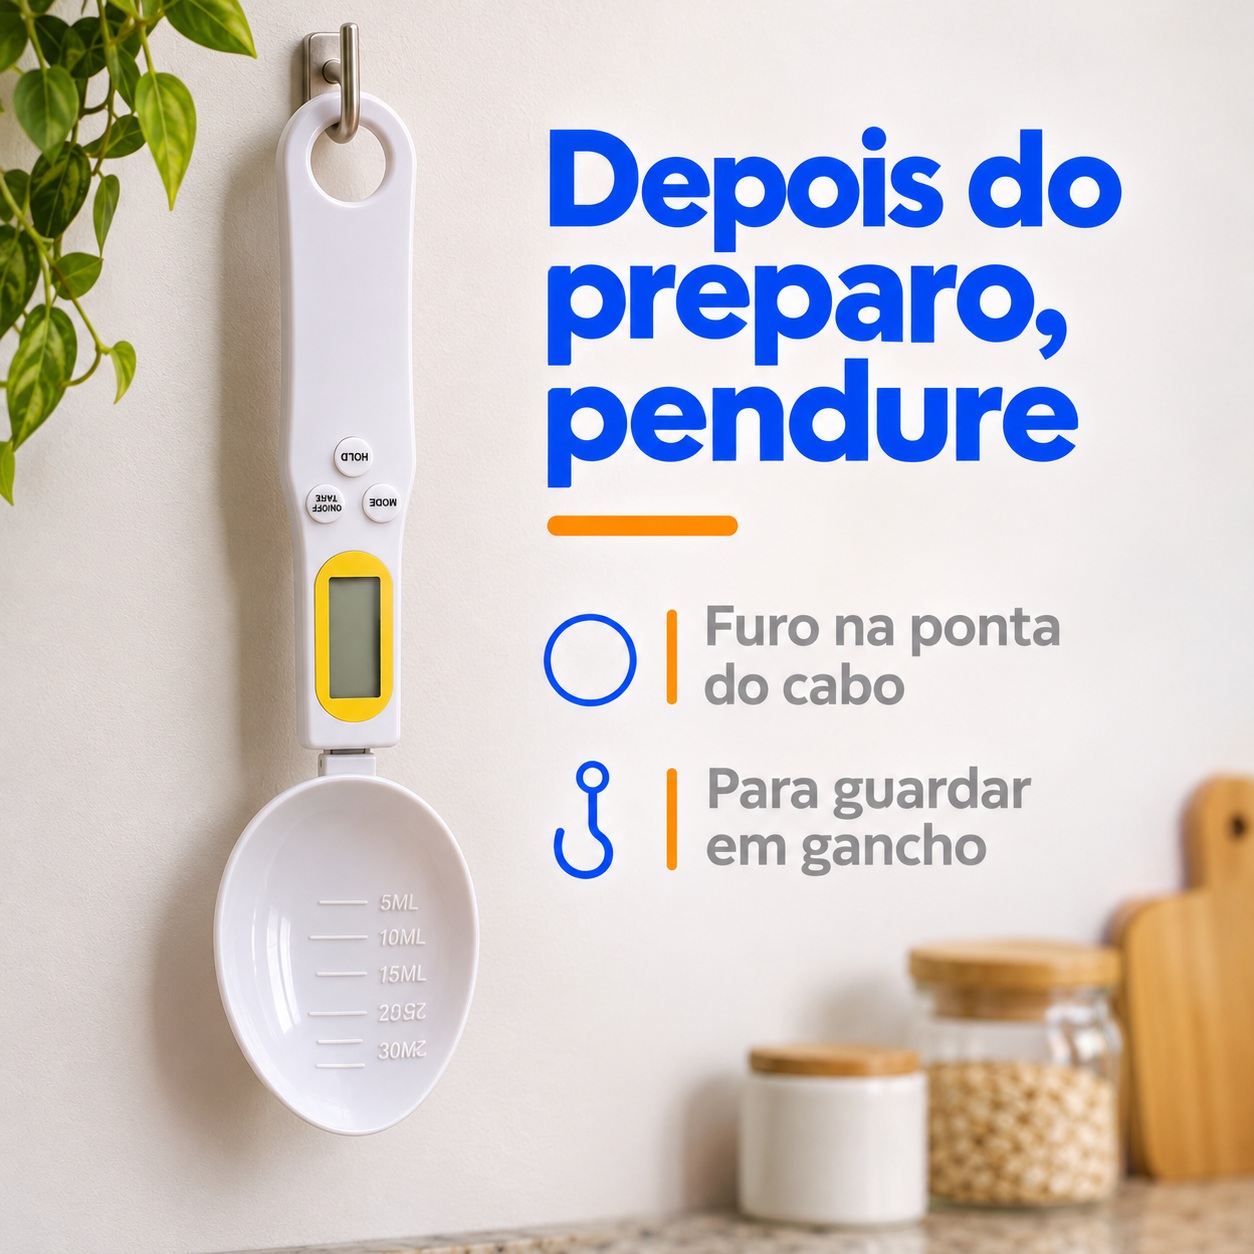 Depois do
preparo,
pendure
Furo na ponta
do cabo
Para guardar
em gancho
HOLD
ON/OFF
TARE
MODE
5ML
10ML
15ML